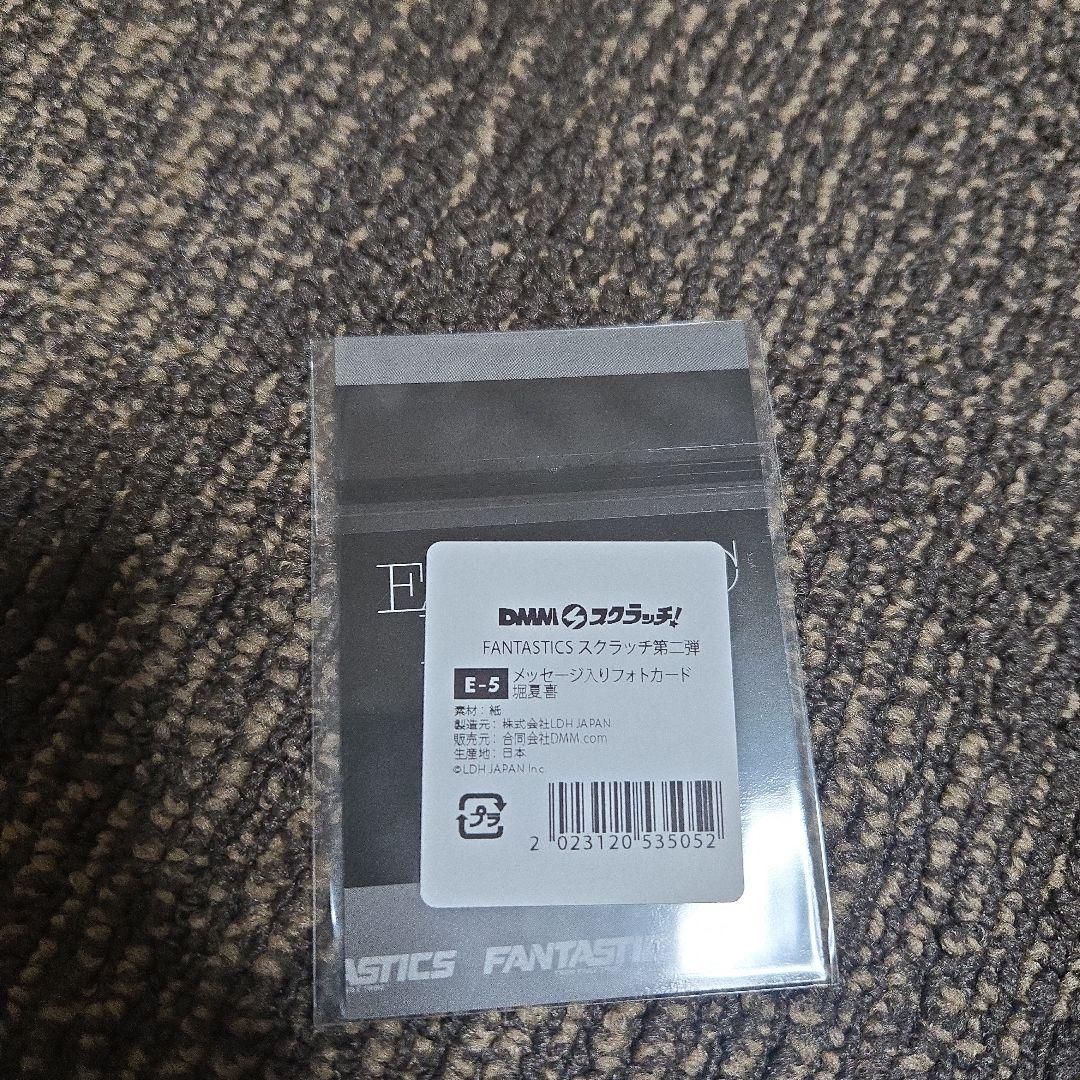 DMM スクラッチ!
FANTASTICS スクラッチ第二弾
E-5 メッセージ入りフォトカード
堀夏喜
素材：紙
製造元：株式会社LDH JAPAN
販売元：合同会社DMM.com
生産地：日本
©LDH JAPAN Inc.
プラ
2 023120 535052
ASTICS FANTASTI